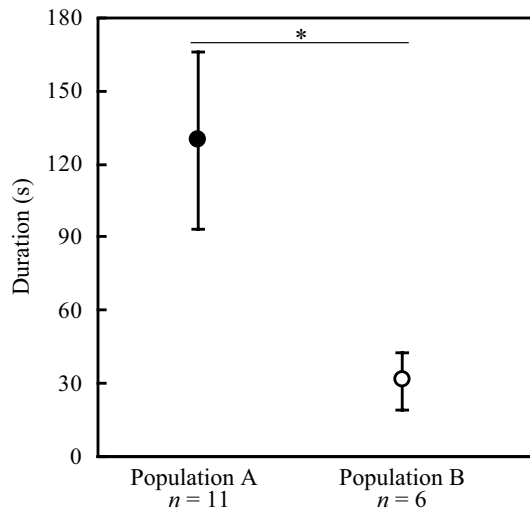 180
*
150
120
90
60
30
0
Duration (s)
Population A
n = 11
Population B
n = 6